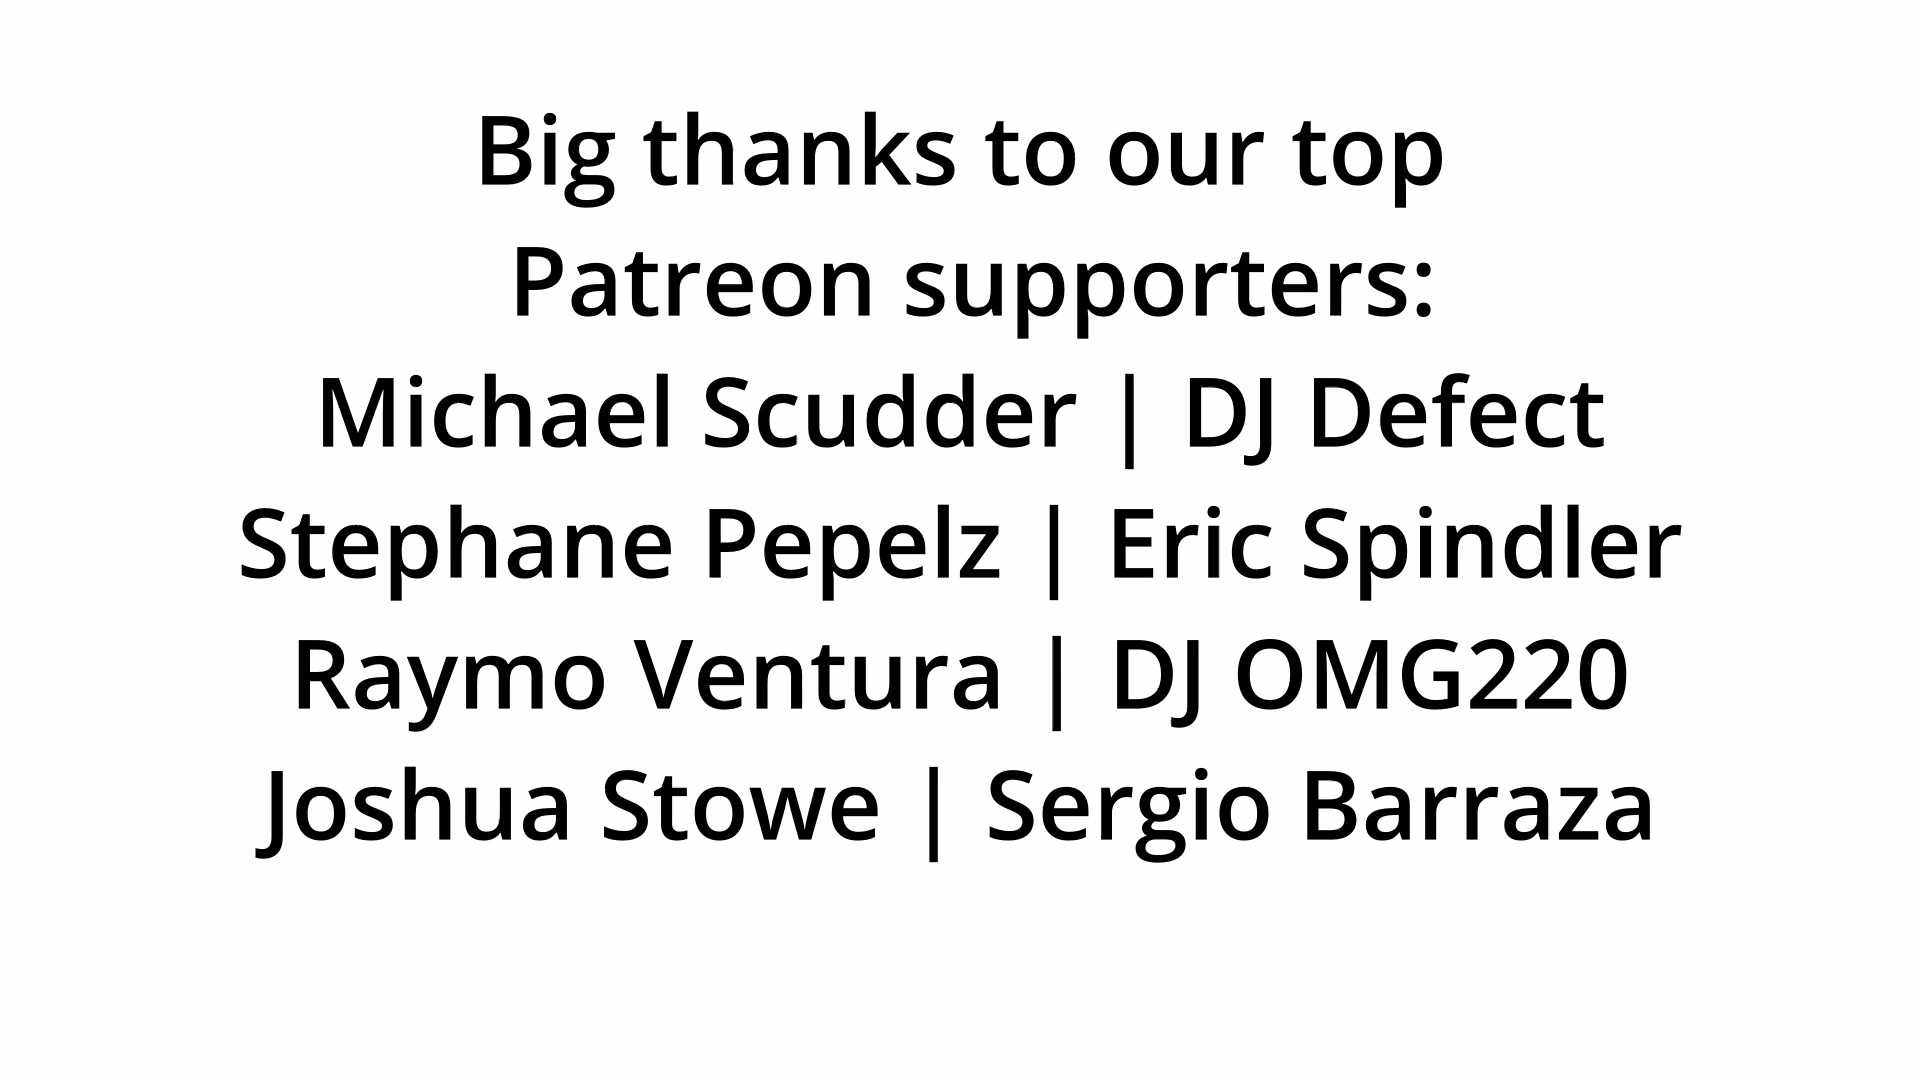 Big thanks to our top
Patreon supporters:
Michael Scudder | DJ Defect
Stephane Pepelz | Eric Spindler
Raymo Ventura | DJ OMG220
Joshua Stowe | Sergio Barraza